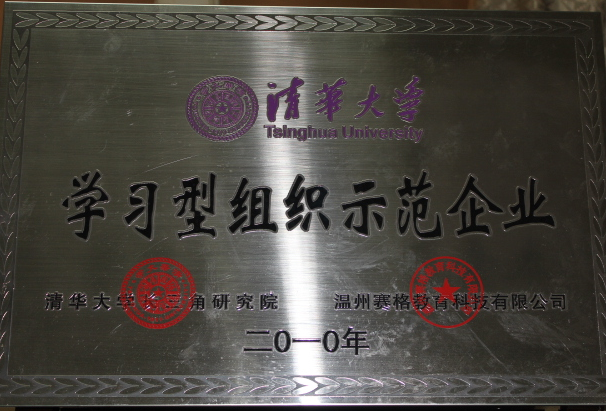 清華大学
Tsinghua University
学习型组织示范企业
清华大学长三角研究院 温州赛格教育科技有限公司
二0一0年